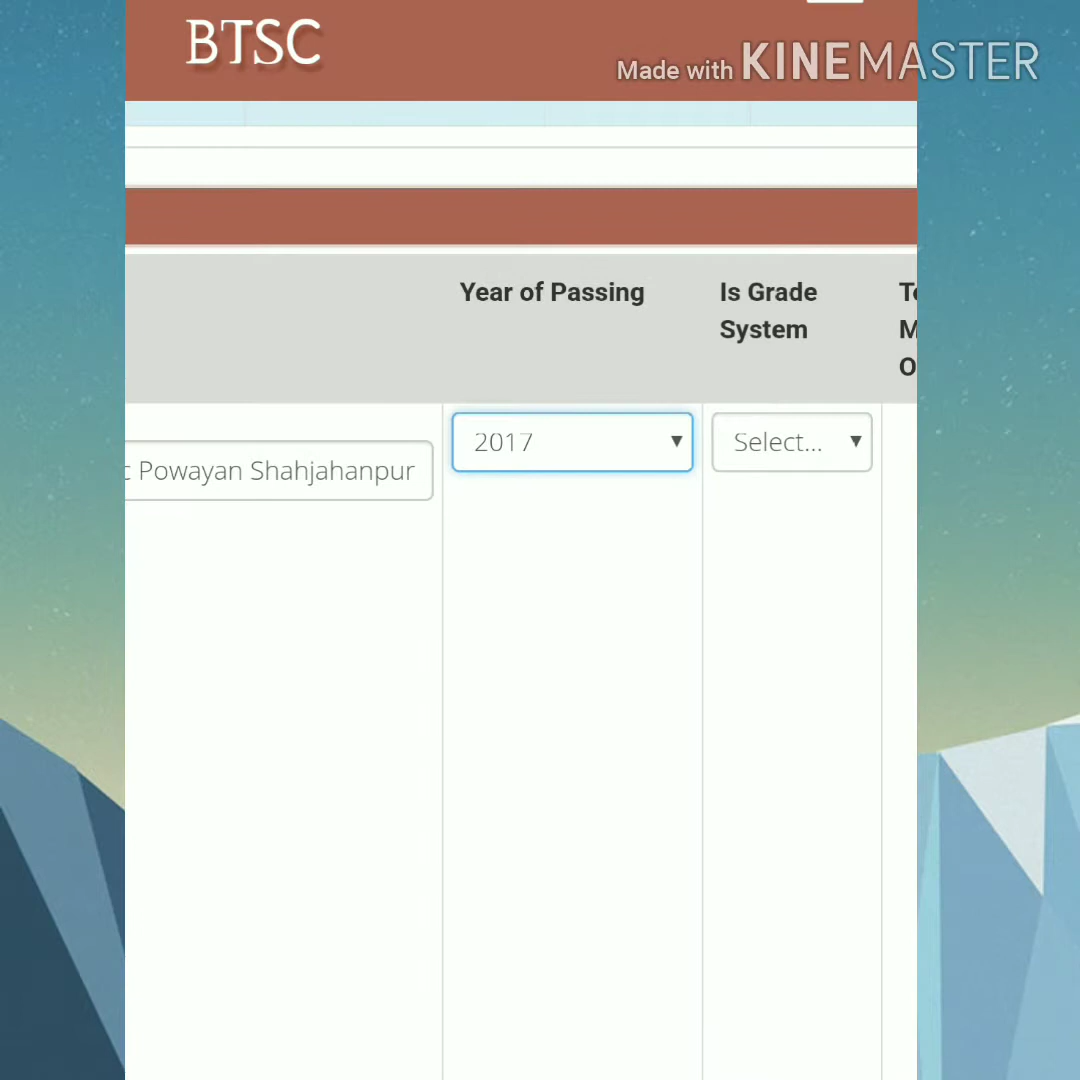 BTSC
Made with KINEMASTER
Year of Passing
Is Grade
System
Powayan Shahjahanpur
2017
Select...